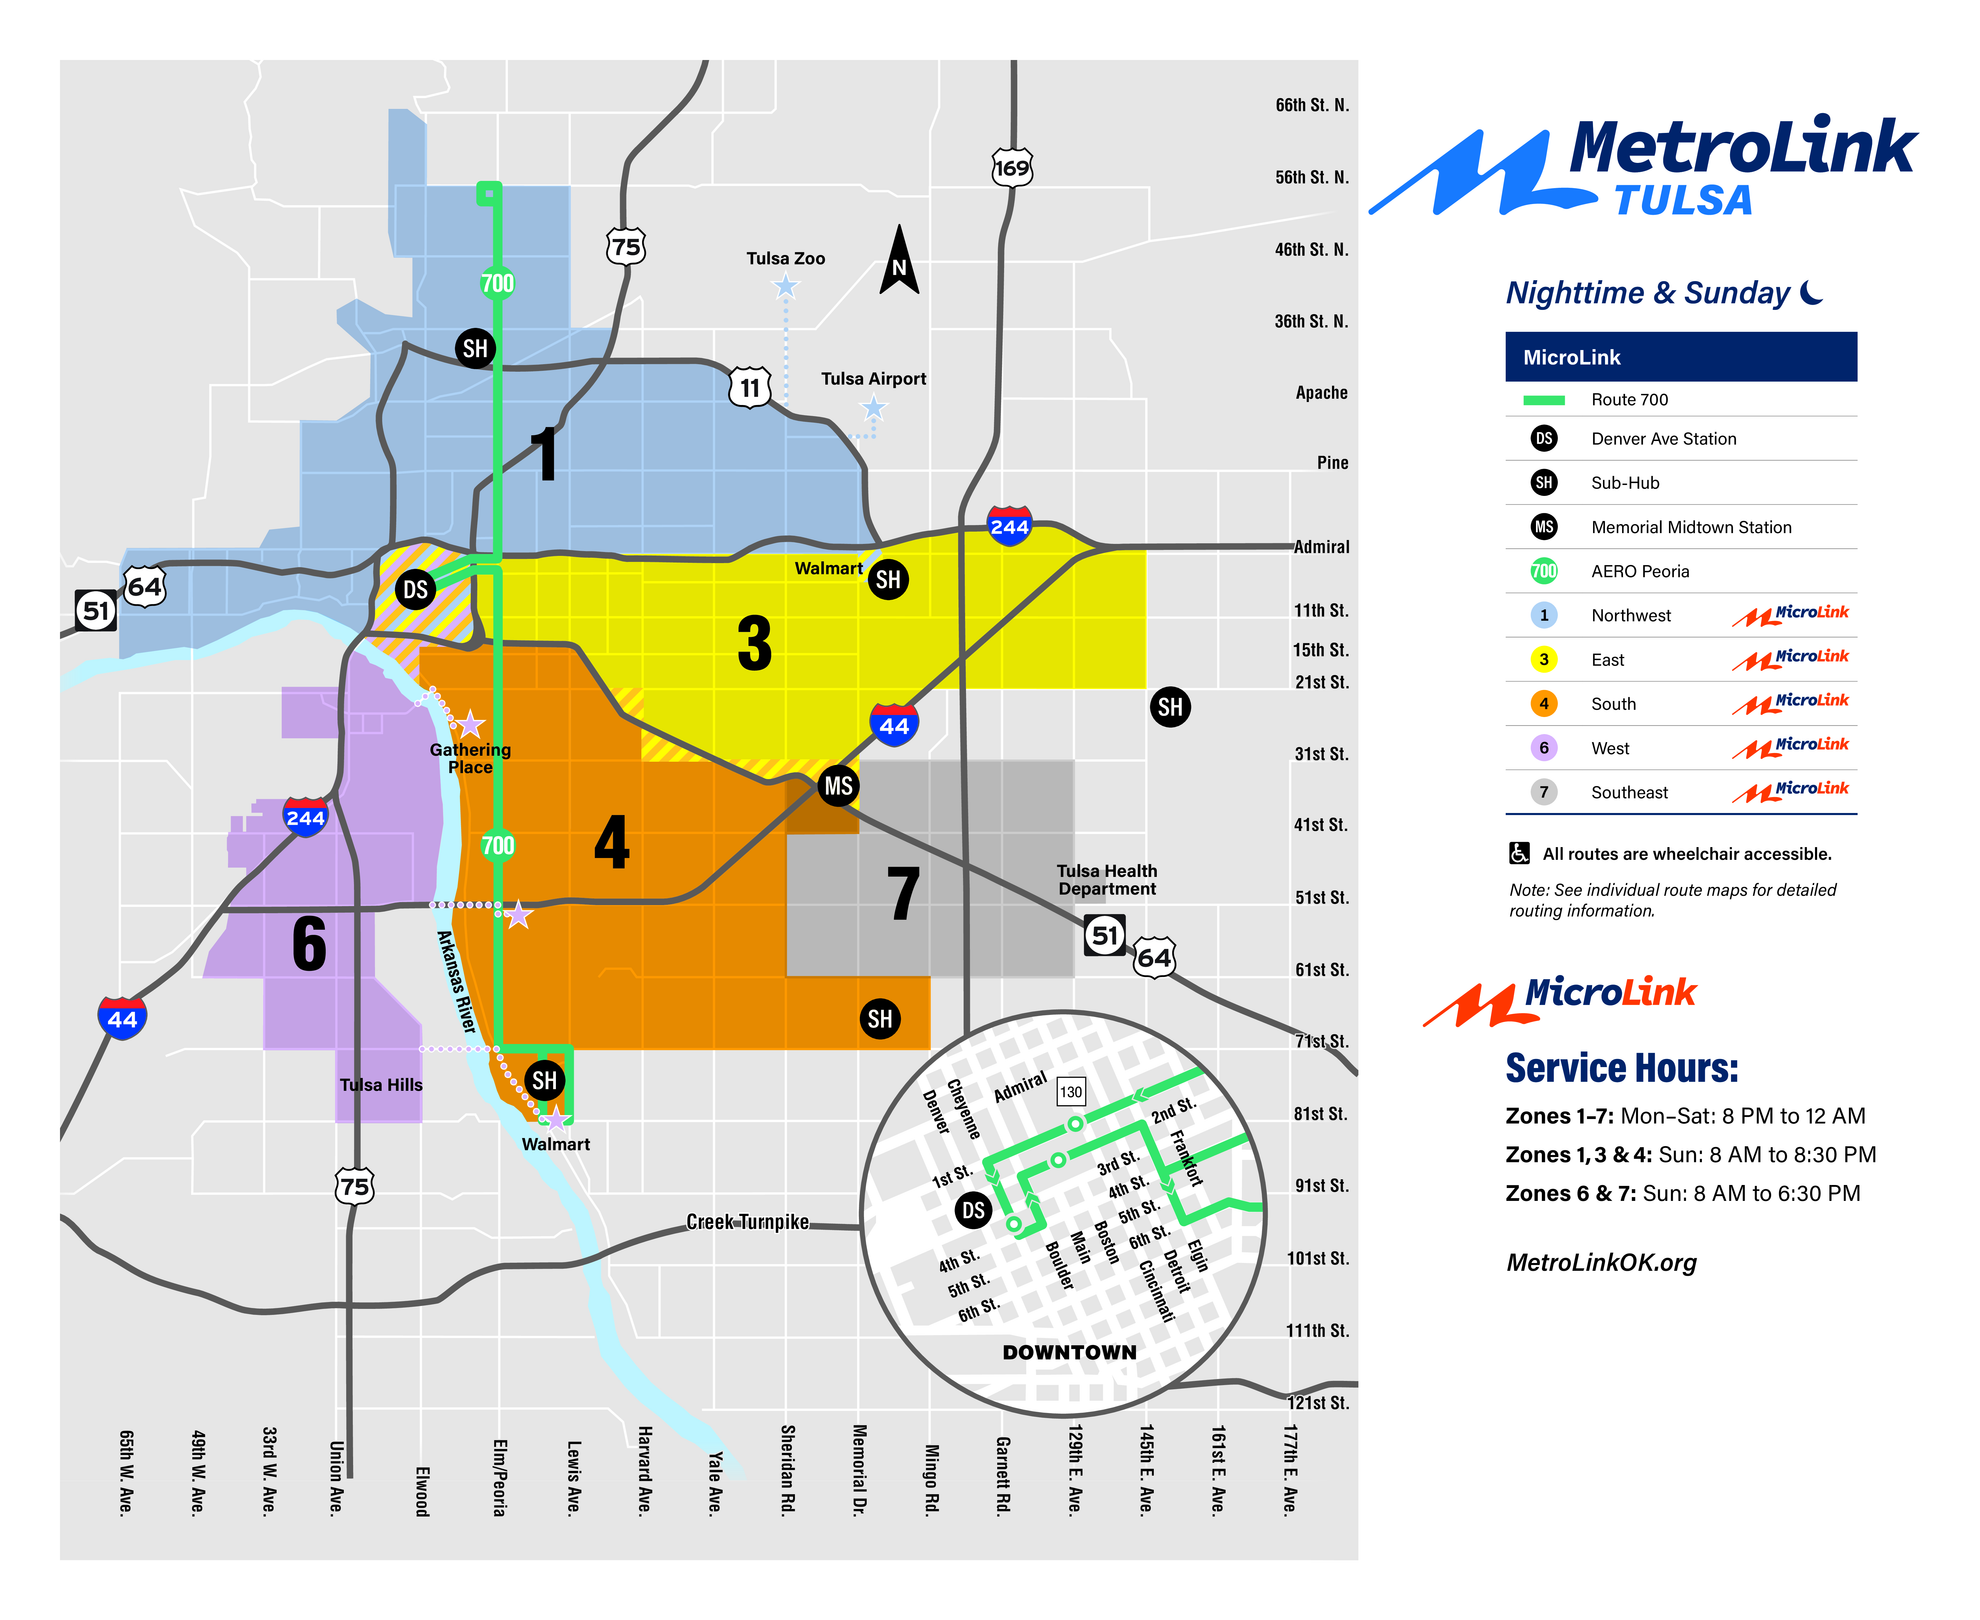 66th St. N.
56th St. N.
46th St. N.
36th St. N.
Apache
Pine
Admiral
11th St.
15th St.
21st St.
31st St.
41st St.
51st St.
61st St.
71st St.
81st St.
91st St.
101st St.
111th St.
121st St.
169
75
N
Tulsa Zoo
700
SH
11
Tulsa Airport
1
244
64
51
DS
Walmart
SH
3
SH
44
Gathering
Place
MS
244
700
4
7
Tulsa Health
Department
51
64
6
Arkansas River
44
SH
Tulsa Hills
SH
Walmart
75
Creek Turnpike
Denver
Cheyenne
Admiral
130
2nd St.
Frankfort
1st St.
3rd St.
4th St.
5th St.
6th St.
DS
Boulder
Main
Boston
Cincinnati
Detroit
Elgin
4th St.
5th St.
6th St.
DOWNTOWN
65th W. Ave.
49th W. Ave.
33rd W. Ave.
Union Ave.
Elwood
Elm/Peoria
Lewis Ave.
Harvard Ave.
Yale Ave.
Sheridan Rd.
Memorial Dr.
Mingo Rd.
Garnett Rd.
129th E. Ave.
145th E. Ave.
161st E. Ave.
177th E. Ave.
MetroLink
TULSA
Nighttime & Sunday
MicroLink
Route 700
DS Denver Ave Station
SH Sub-Hub
MS Memorial Midtown Station
700 AERO Peoria
1 Northwest MicroLink
3 East MicroLink
4 South MicroLink
6 West MicroLink
7 Southeast MicroLink
All routes are wheelchair accessible.
Note: See individual route maps for detailed
routing information.
MicroLink
Service Hours:
Zones 1–7: Mon–Sat: 8 PM to 12 AM
Zones 1, 3 & 4: Sun: 8 AM to 8:30 PM
Zones 6 & 7: Sun: 8 AM to 6:30 PM
MetroLinkOK.org